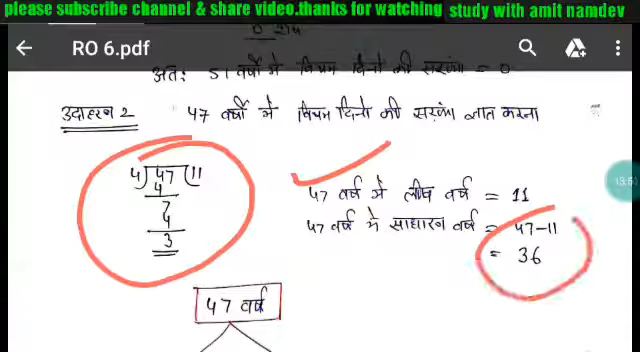 please subscribe channel & share video.thanks for watching study with amit namdev
0 शेष
RO 6.pdf
अतः 51 वर्षो मे विषम दिनो की संख्या = 0
उदाहरण 2 47 वर्षो मे विषम दिनो की संख्या ज्ञात करना
13:50
4)47(11
4
7
4
3
47 वर्ष मे लीप वर्ष = 11
47 वर्ष मे साधारण वर्ष = 47-11
= 36
47 वर्ष